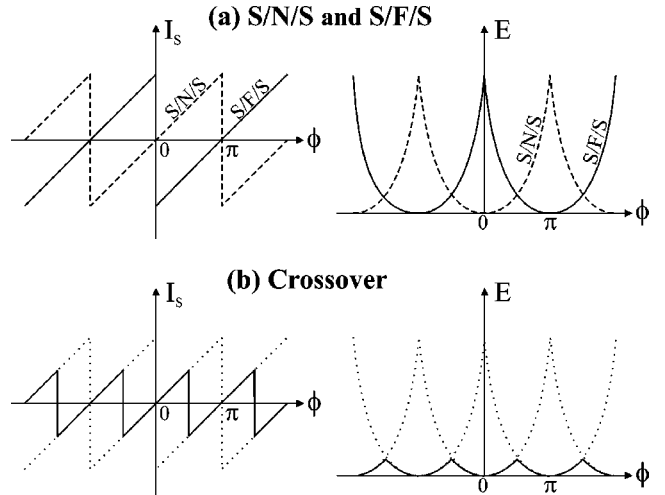 (a) S/N/S and S/F/S
I_s
S/N/S
S/F/S
0
π
ϕ
E
S/N/S
S/F/S
0
π
ϕ
(b) Crossover
I_s
0
π
ϕ
E
0
π
ϕ